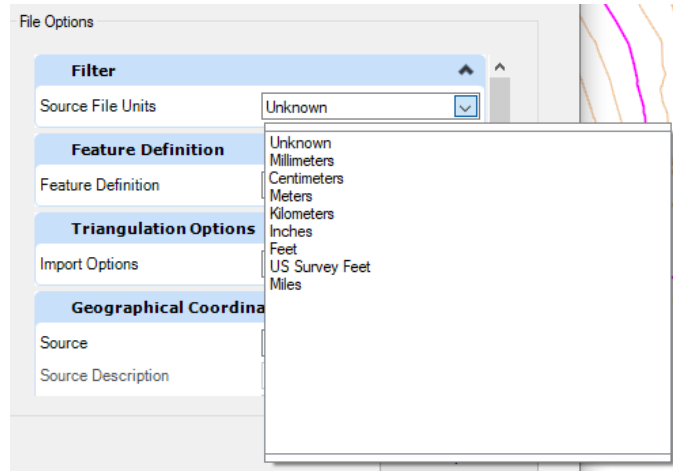 File Options
Filter
Source File Units Unknown
Feature Definition
Feature Definition
Triangulation Options
Import Options
Geographical
Source
Source Description
Unknown
Millimeters
Centimeters
Meters
Kilometers
Inches
Feet
US Survey Feet
Miles